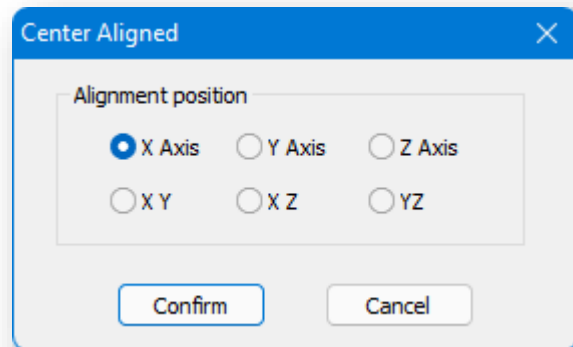 Center Aligned
Alignment position
X Axis Y Axis Z Axis
X Y X Z YZ
Confirm Cancel